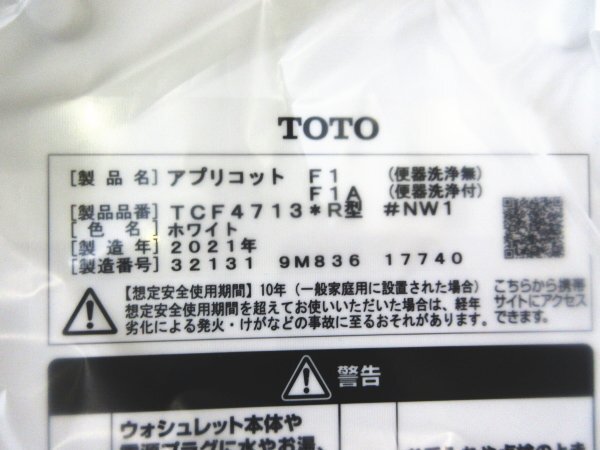 TOTO
[製 品 名] アプリコット F1 (便器洗浄無)
F1A (便器洗浄付)
[製品品番] TCF4713*R型 #NW1
[ 色 名 ] ホワイト
[製 造 年] 2021年
[製造番号] 32131 9M836 17740
【想定安全使用期間】10年(一般家庭用に設置された場合)
想定安全使用期間を超えてお使いいただいた場合は、経年
劣化による発火・けがなどの事故に至るおそれがあります。
こちらから携帯
サイトにアクセス
できます。
警告
ウォシュレット本体や
電源プラグに水やお湯、